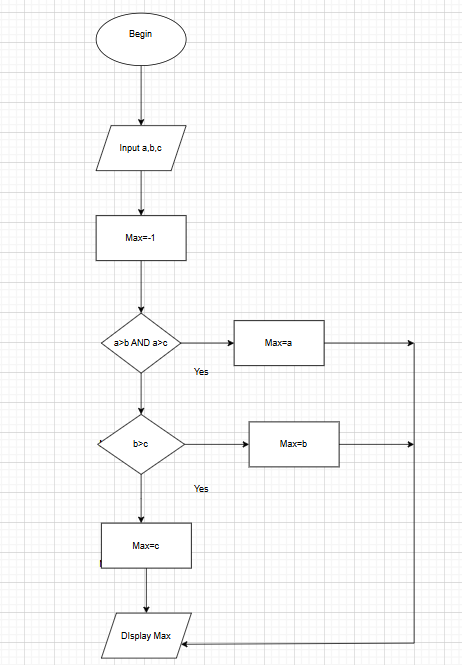 Begin
Input a,b,c
Max=-1
a>b AND a>c
Max=a
Yes
b>c
Max=b
Yes
Max=c
DIsplay Max